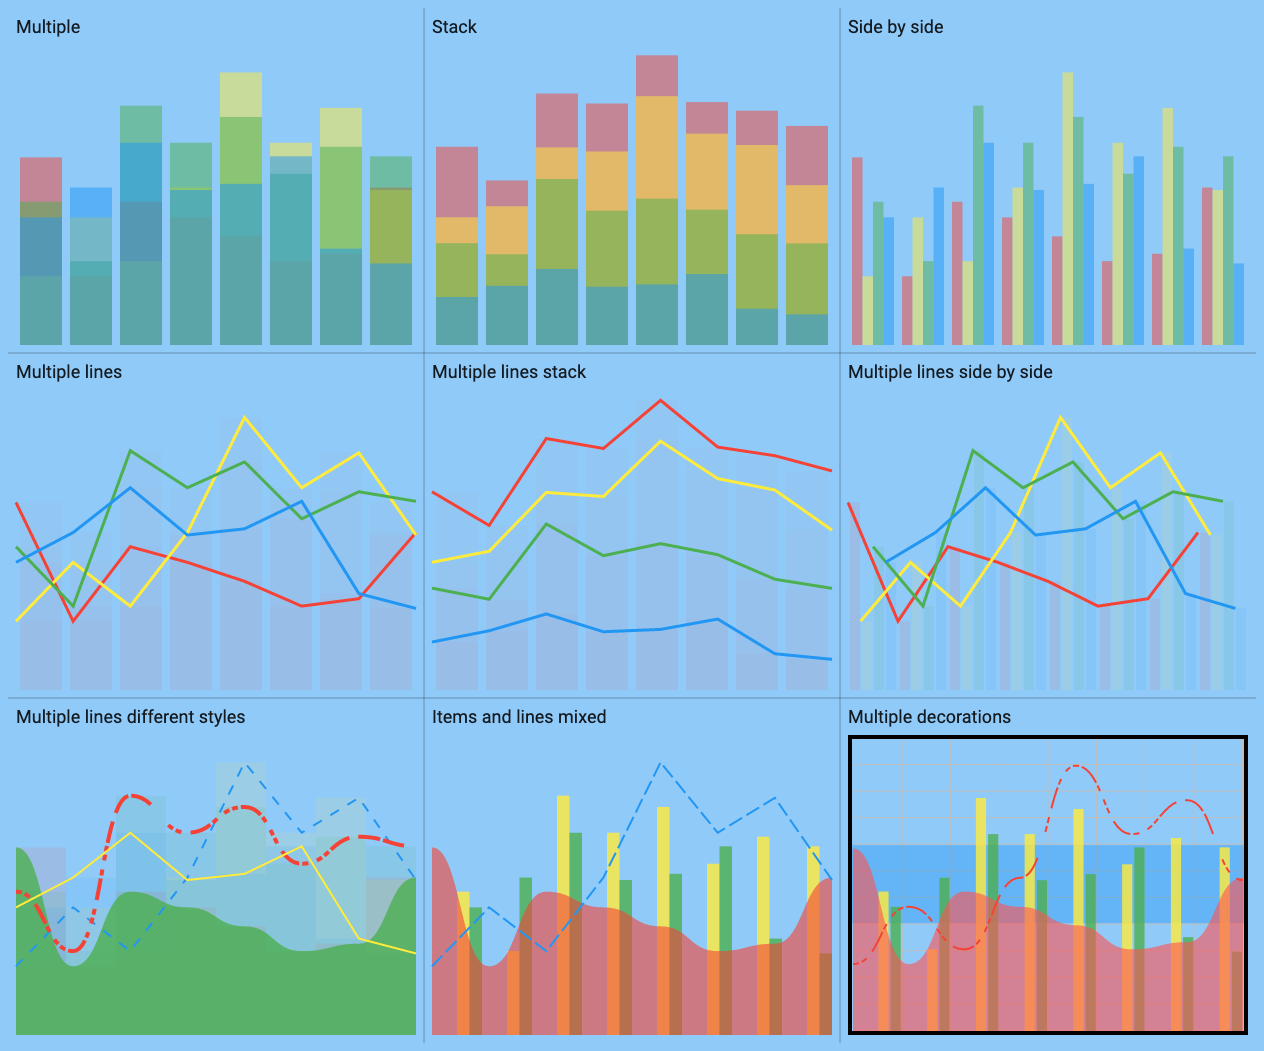 Multiple
Stack
Side by side
Multiple lines
Multiple lines stack
Multiple lines side by side
Multiple lines different styles
Items and lines mixed
Multiple decorations